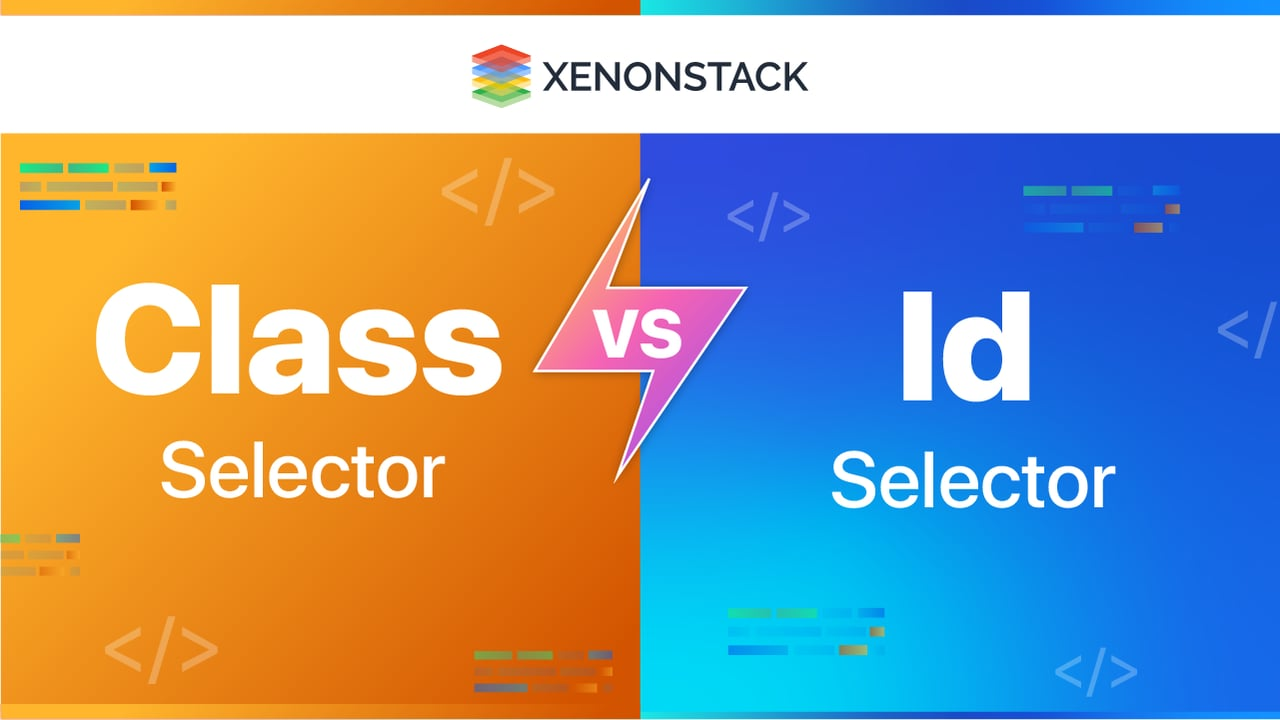 XENONSTACK
</>
</>
</
Class
VS
Id
Selector
Selector
</>
</>